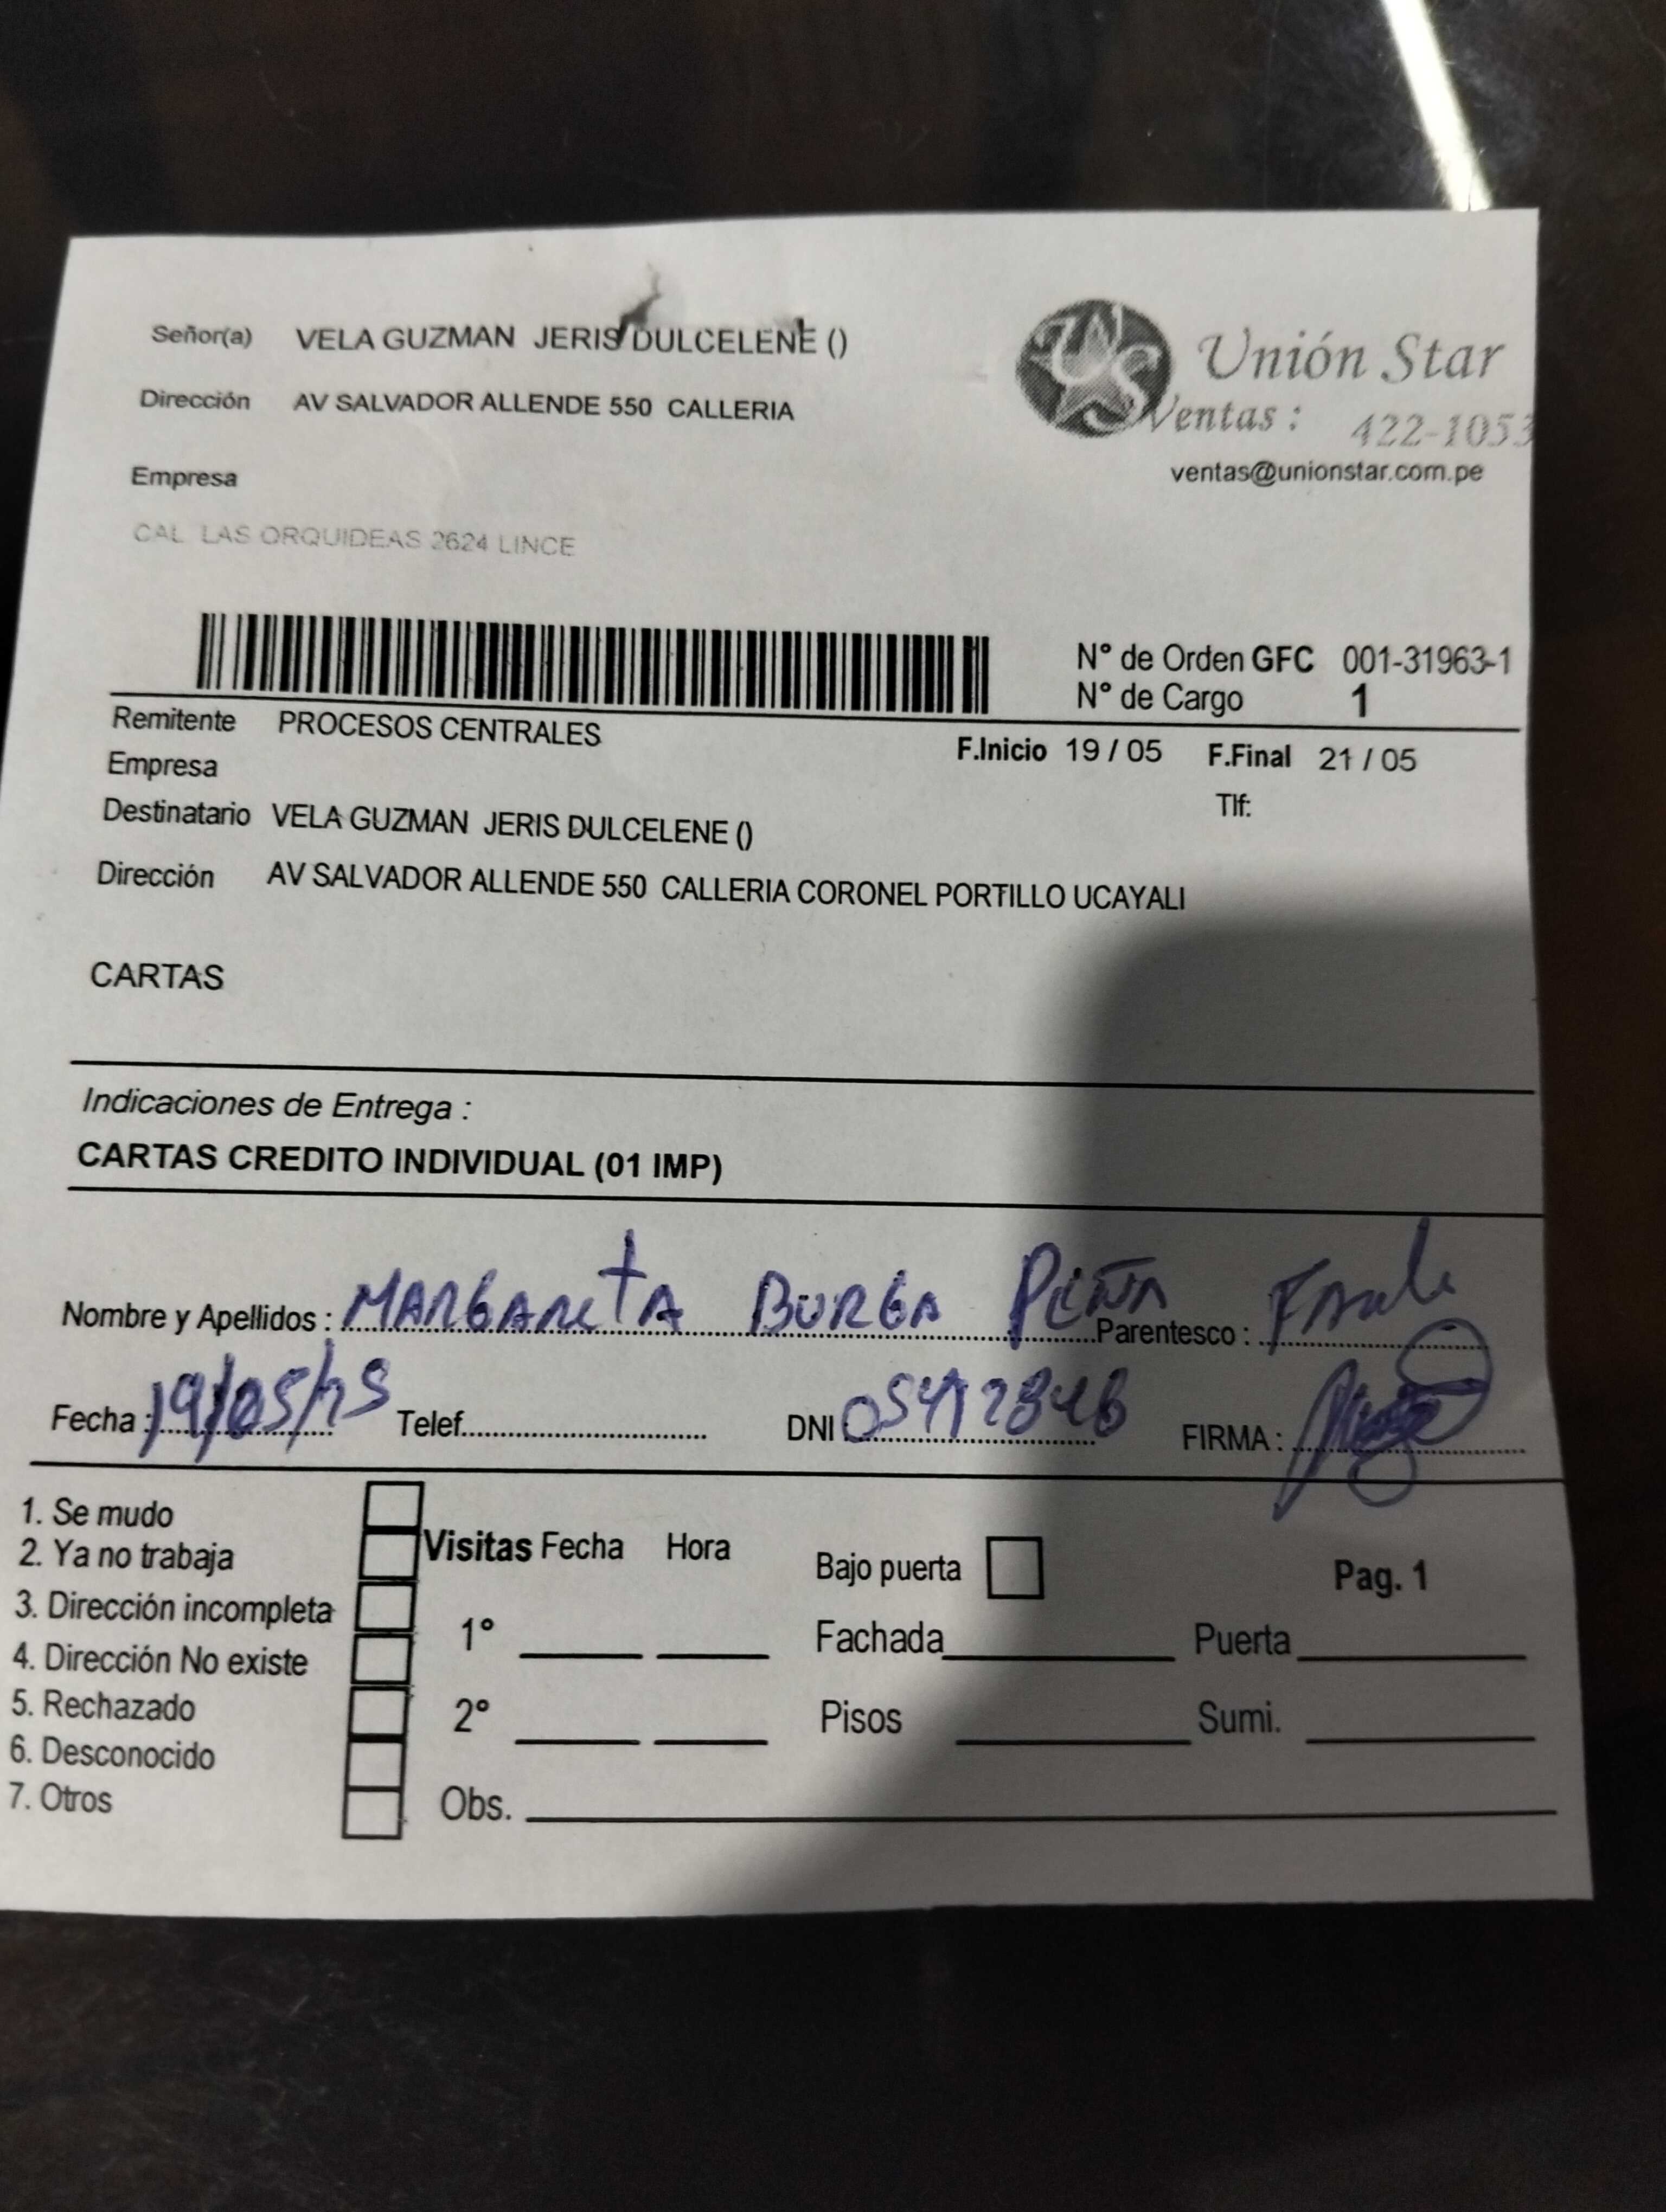 Señor(a) VELA GUZMAN JERIS DULCELENE ()
Dirección AV SALVADOR ALLENDE 550 CALLERIA
Empresa
CAL LAS ORQUIDEAS 2624 LINCE
US Unión Star
Ventas : 422-1053
ventas@unionstar.com.pe
N° de Orden GFC 001-31963-1
N° de Cargo 1
Remitente PROCESOS CENTRALES
F.Inicio 19 / 05 F.Final 21 / 05
Empresa
Tlf:
Destinatario VELA GUZMAN JERIS DULCELENE ()
Dirección AV SALVADOR ALLENDE 550 CALLERIA CORONEL PORTILLO UCAYALI
CARTAS
Indicaciones de Entrega :
CARTAS CREDITO INDIVIDUAL (01 IMP)
Nombre y Apellidos : MARGARITA BURGA PEÑA Parentesco :
Fecha : 19/05/25 Telef. DNI FIRMA :
1. Se mudo
2. Ya no trabaja
3. Dirección incompleta
4. Dirección No existe
5. Rechazado
6. Desconocido
7. Otros
Visitas Fecha Hora
1°
2°
Obs.
Bajo puerta Pag. 1
Fachada Puerta
Pisos Sumi.